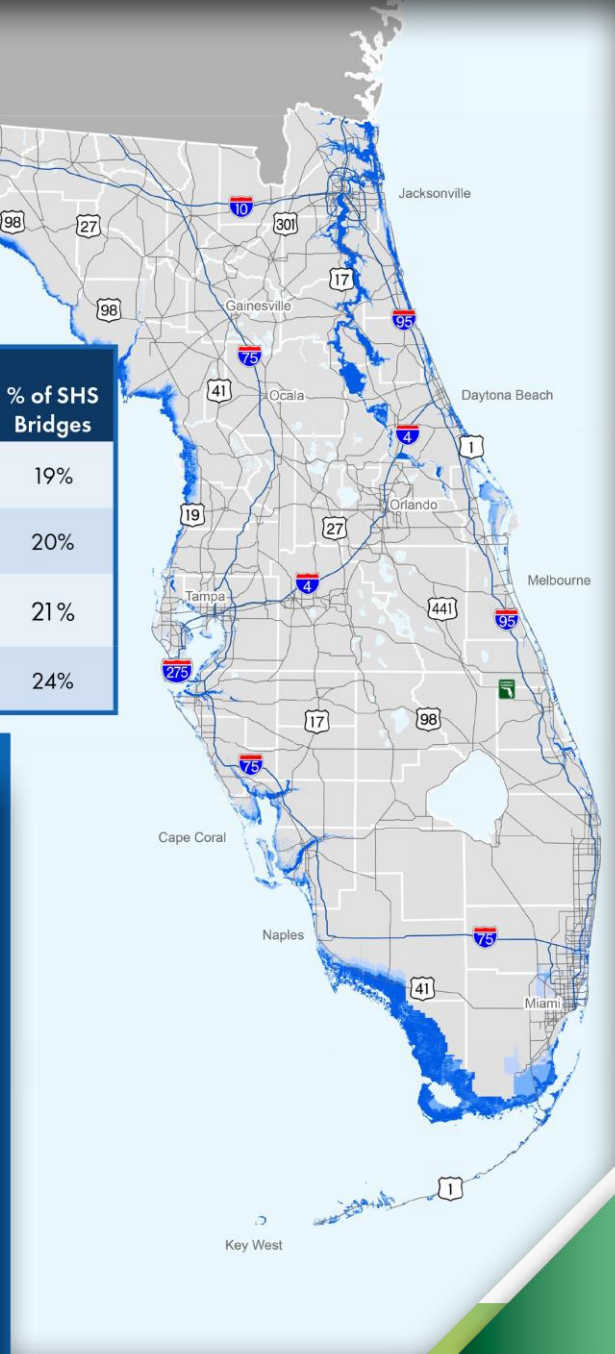 Jacksonville
10
98
27
301
17
98
Gainesville
95
75
% of SHS
Bridges
41
Ocala
Daytona Beach
4
1
19%
Orlando
19
27
20%
Melbourne
4
Tampa
441
21%
95
275
24%
17
98
75
Cape Coral
Naples
75
41
Miami
1
Key West